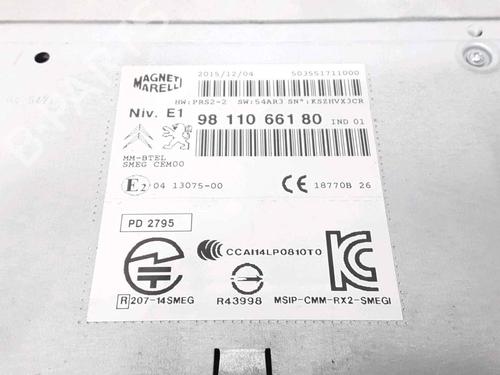 MAGNETI MARELLI
2015/12/04 503551711000
HW:PRS2-2 SW:54AR3 SN°:KSZHVXJCR
Niv. E1 98 110 661 80 IND 01
MM-BTEL
SMEG CEM00
E2 04 13075-00 CE 18770B 26
PD 2795
CCAI14LP0810T0
R 207-14SMEG R43998 MSIP-CMM-RX2-SMEGI